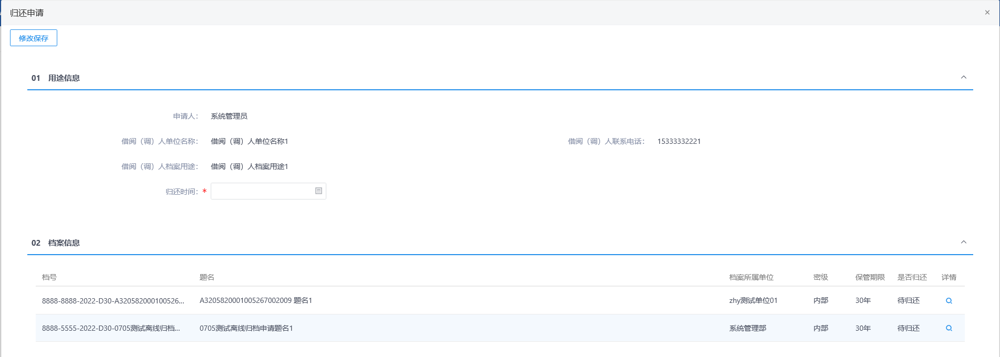 归还申请
修改保存
01 用途信息
申请人： 系统管理员
借阅（调）人单位名称： 借阅（调）人单位名称1 借阅（调）人联系电话： 15333332221
借阅（调）人档案用途： 借阅（调）人档案用途1
归还时间： *
02 档案信息
档号 题名 档案所属单位 密级 保管期限 是否归还 详情
8888-8888-2022-D30-A320582000100526... A3205820001005267002009 题名1 zhy测试单位01 内部 30年 待归还
8888-5555-2022-D30-0705测试离线归档... 0705测试离线归档申请题名1 系统管理部 内部 30年 待归还